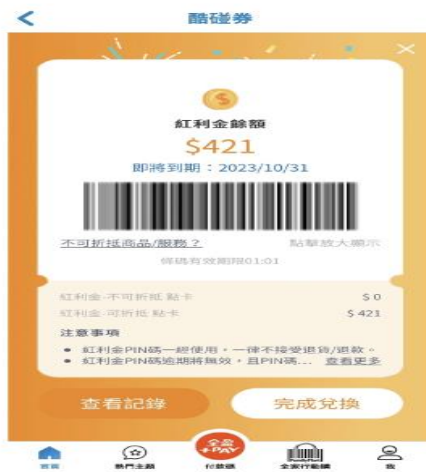 酷碰券
$
紅利金餘額
$421
即將到期：2023/10/31
不可折抵商品/服務？ 點擊放大顯示
條碼有效期限01:01
紅利金-不可折抵 點卡 $ 0
紅利金-可折抵 點卡 $ 421
注意事項
• 紅利金PIN碼一經使用，一律不接受退貨/退款。
• 紅利金PIN碼逾期將無效，且PIN碼... 查看更多
查看記錄 完成兌換
全盈
+PAY
首頁 熱門主題 付款碼 全家行動購 我